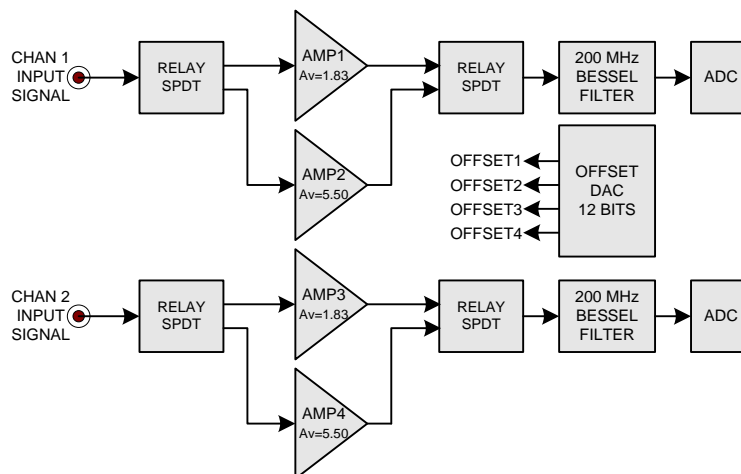 CHAN 1
INPUT
SIGNAL
RELAY
SPDT
AMP1
Av=1.83
AMP2
Av=5.50
RELAY
SPDT
200 MHz
BESSEL
FILTER
ADC
OFFSET1
OFFSET2
OFFSET3
OFFSET4
OFFSET
DAC
12 BITS
CHAN 2
INPUT
SIGNAL
RELAY
SPDT
AMP3
Av=1.83
AMP4
Av=5.50
RELAY
SPDT
200 MHz
BESSEL
FILTER
ADC